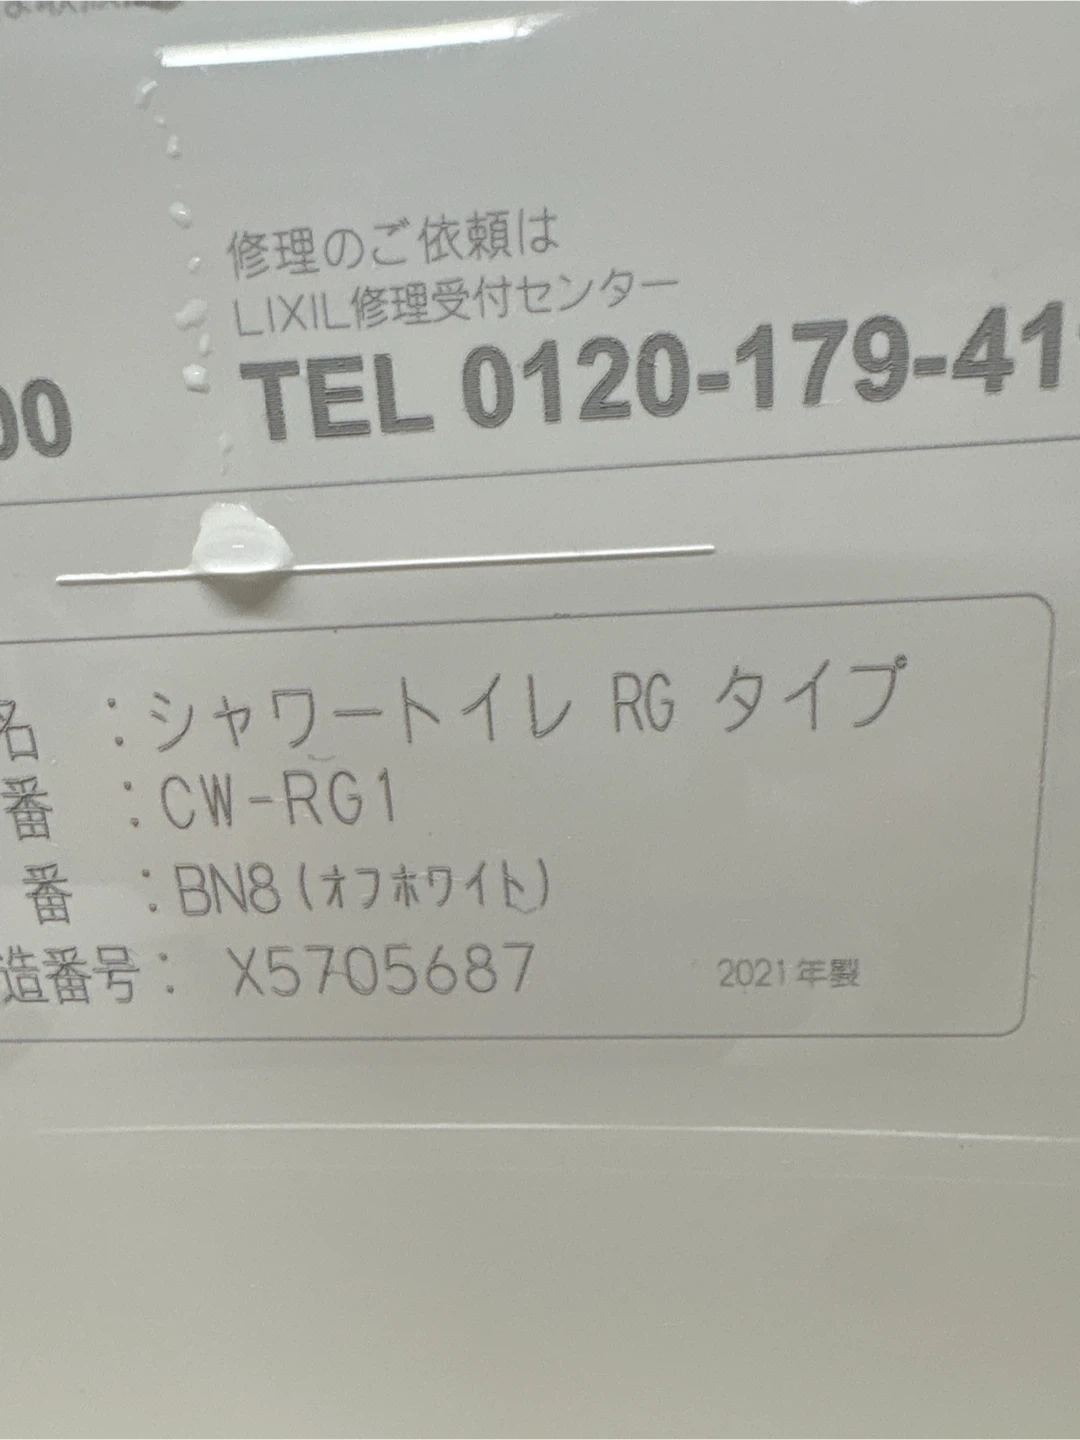 修理のご依頼は
LIXIL修理受付センター
00
TEL 0120-179-41
名 :シャワートイレ RG タイプ
番 :CW-RG1
番 :BN8(オフホワイト)
造番号: X5705687
2021年製